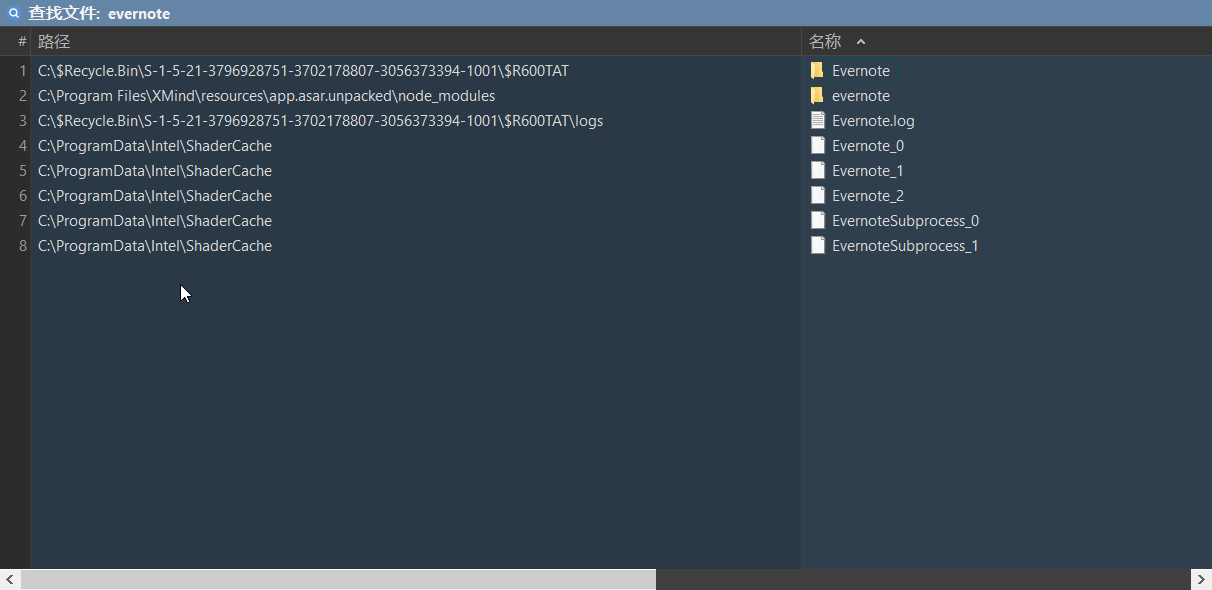 查找文件: evernote
# 路径 名称
1 C:\$Recycle.Bin\S-1-5-21-3796928751-3702178807-3056373394-1001\$R600TAT Evernote
2 C:\Program Files\XMind\resources\app.asar.unpacked\node_modules evernote
3 C:\$Recycle.Bin\S-1-5-21-3796928751-3702178807-3056373394-1001\$R600TAT\logs Evernote.log
4 C:\ProgramData\Intel\ShaderCache Evernote_0
5 C:\ProgramData\Intel\ShaderCache Evernote_1
6 C:\ProgramData\Intel\ShaderCache Evernote_2
7 C:\ProgramData\Intel\ShaderCache EvernoteSubprocess_0
8 C:\ProgramData\Intel\ShaderCache EvernoteSubprocess_1